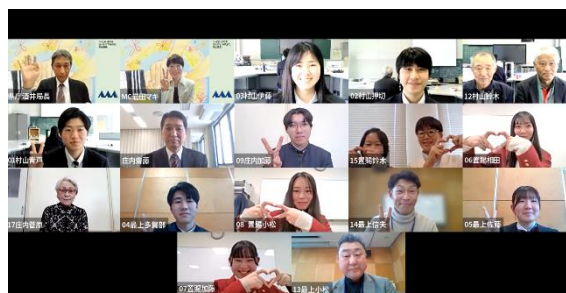 県庁酒井局長
MC岩田マキ
03村山伊藤
02村山押切
12村山鈴木
01村山青戸
庄内齋藤
09庄内加藤
15置賜鈴木
06置賜相田
17庄内菅原
04最上多賀部
08 置賜小松
14最上信夫
05最上佐藤
07置賜加藤
13最上小松